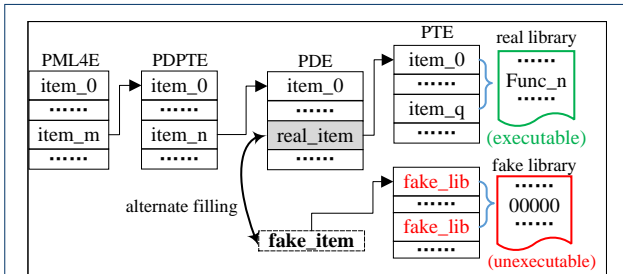 PML4E
item_0
......
item_m
......
PDPTE
item_0
......
item_n
......
PDE
item_0
......
real_item
......
PTE
item_0
......
item_q
......
real library
......
Func_n
......
(executable)
alternate filling
fake_item
fake_lib
......
fake_lib
......
fake library
......
00000
......
(unexecutable)